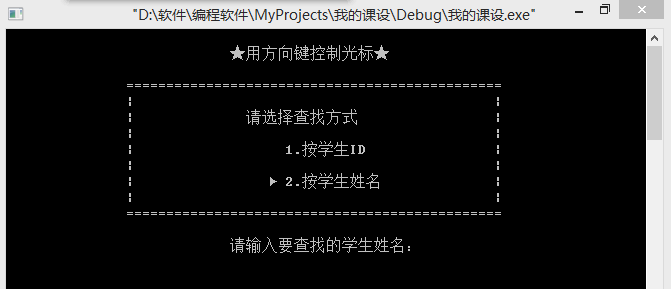 "D:\软件\编程软件\MyProjects\我的课设\Debug\我的课设.exe"
★用方向键控制光标★
===============================================
请选择查找方式
1.按学生ID
► 2.按学生姓名
===============================================
请输入要查找的学生姓名：